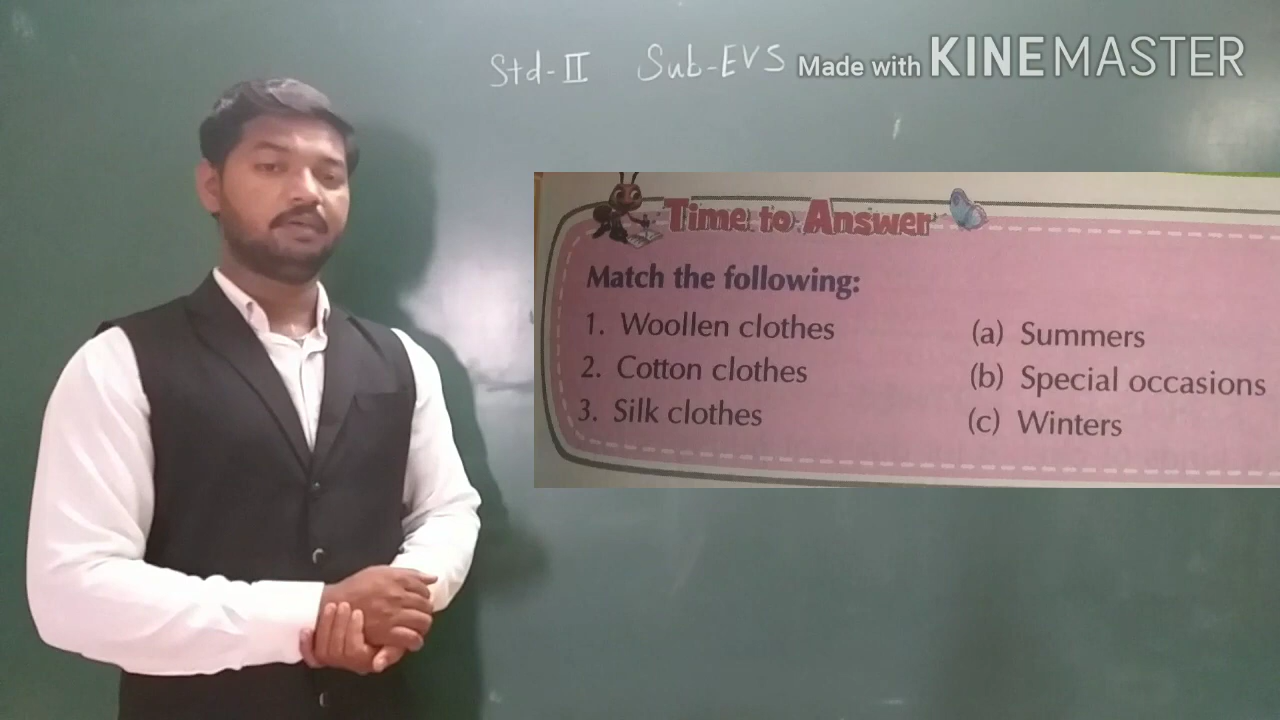 Std-II Sub-EVS
Made with KINEMASTER
Time to Answer
Match the following:
1. Woollen clothes (a) Summers
2. Cotton clothes (b) Special occasions
3. Silk clothes (c) Winters